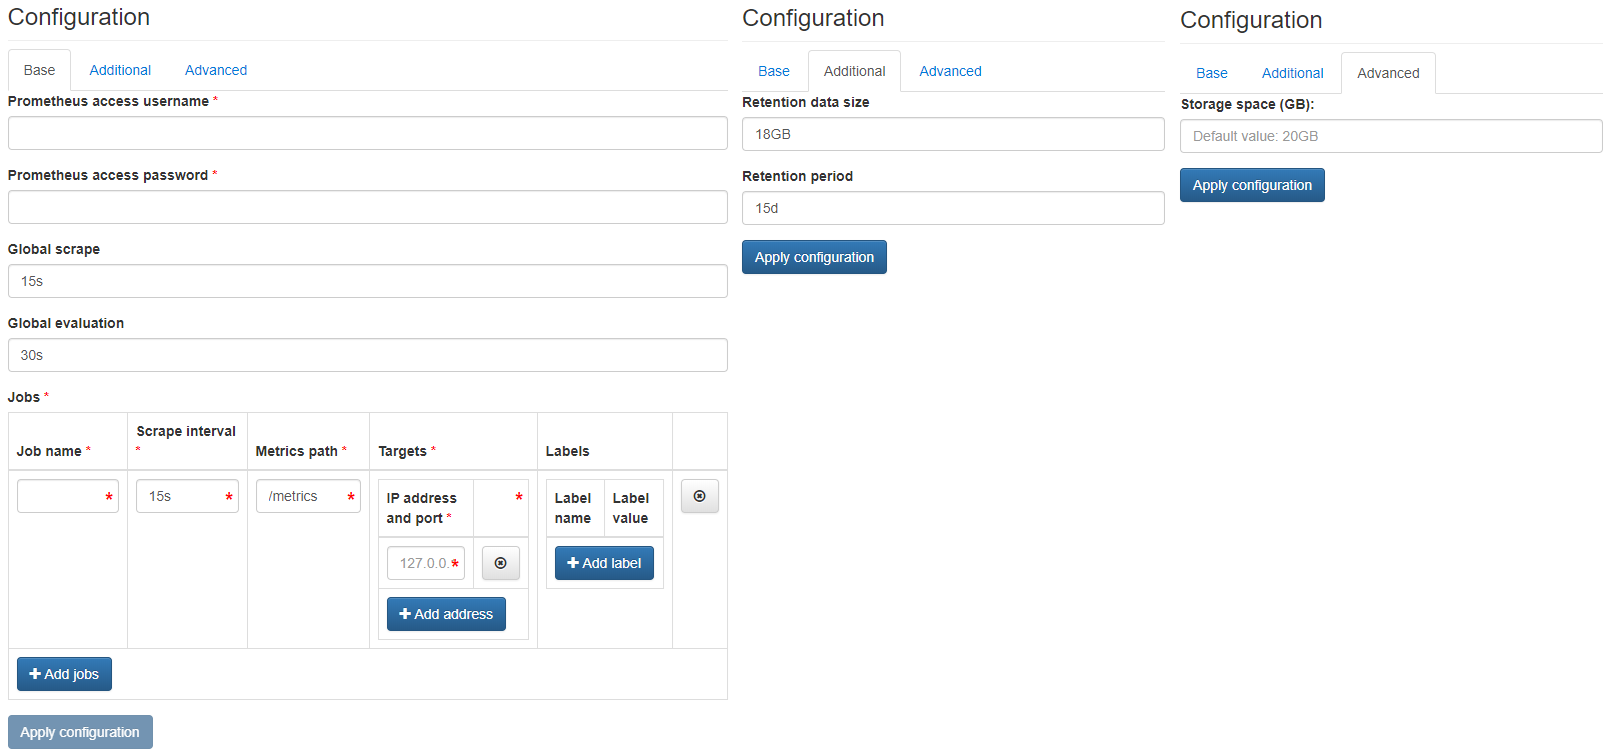 Configuration
Base Additional Advanced
Prometheus access username *
Prometheus access password *
Global scrape
15s
Global evaluation
30s
Jobs *
Job name *
Scrape interval
*
Metrics path *
Targets *
Labels
*
15s *
/metrics *
IP address
and port *
*
127.0.0. *
+ Add address
Label
name
Label
value
+ Add label
+ Add jobs
Apply configuration
Configuration
Base Additional Advanced
Retention data size
18GB
Retention period
15d
Apply configuration
Configuration
Base Additional Advanced
Storage space (GB):
Default value: 20GB
Apply configuration